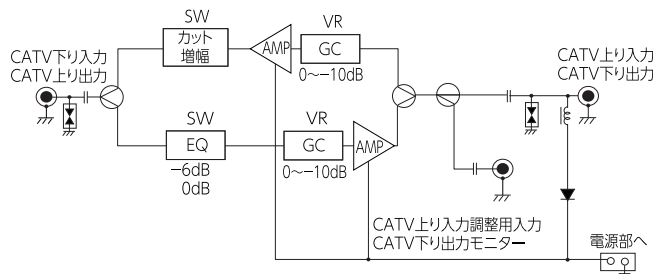 SW
カット
増幅
AMP
VR
GC
0～−10dB
CATV下り入力
CATV上り出力
CATV上り入力
CATV下り出力
SW
EQ
−6dB
0dB
VR
GC
0～−10dB
AMP
CATV上り入力調整用入力
CATV下り出力モニター
電源部へ